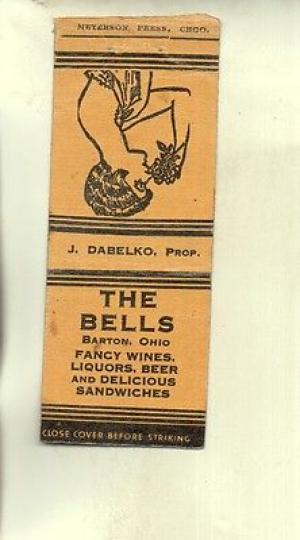 MEYERSON PRESS, CHGO.
J. DABELKO, PROP.
THE
BELLS
BARTON, OHIO
FANCY WINES,
LIQUORS, BEER
AND DELICIOUS
SANDWICHES
CLOSE COVER BEFORE STRIKING